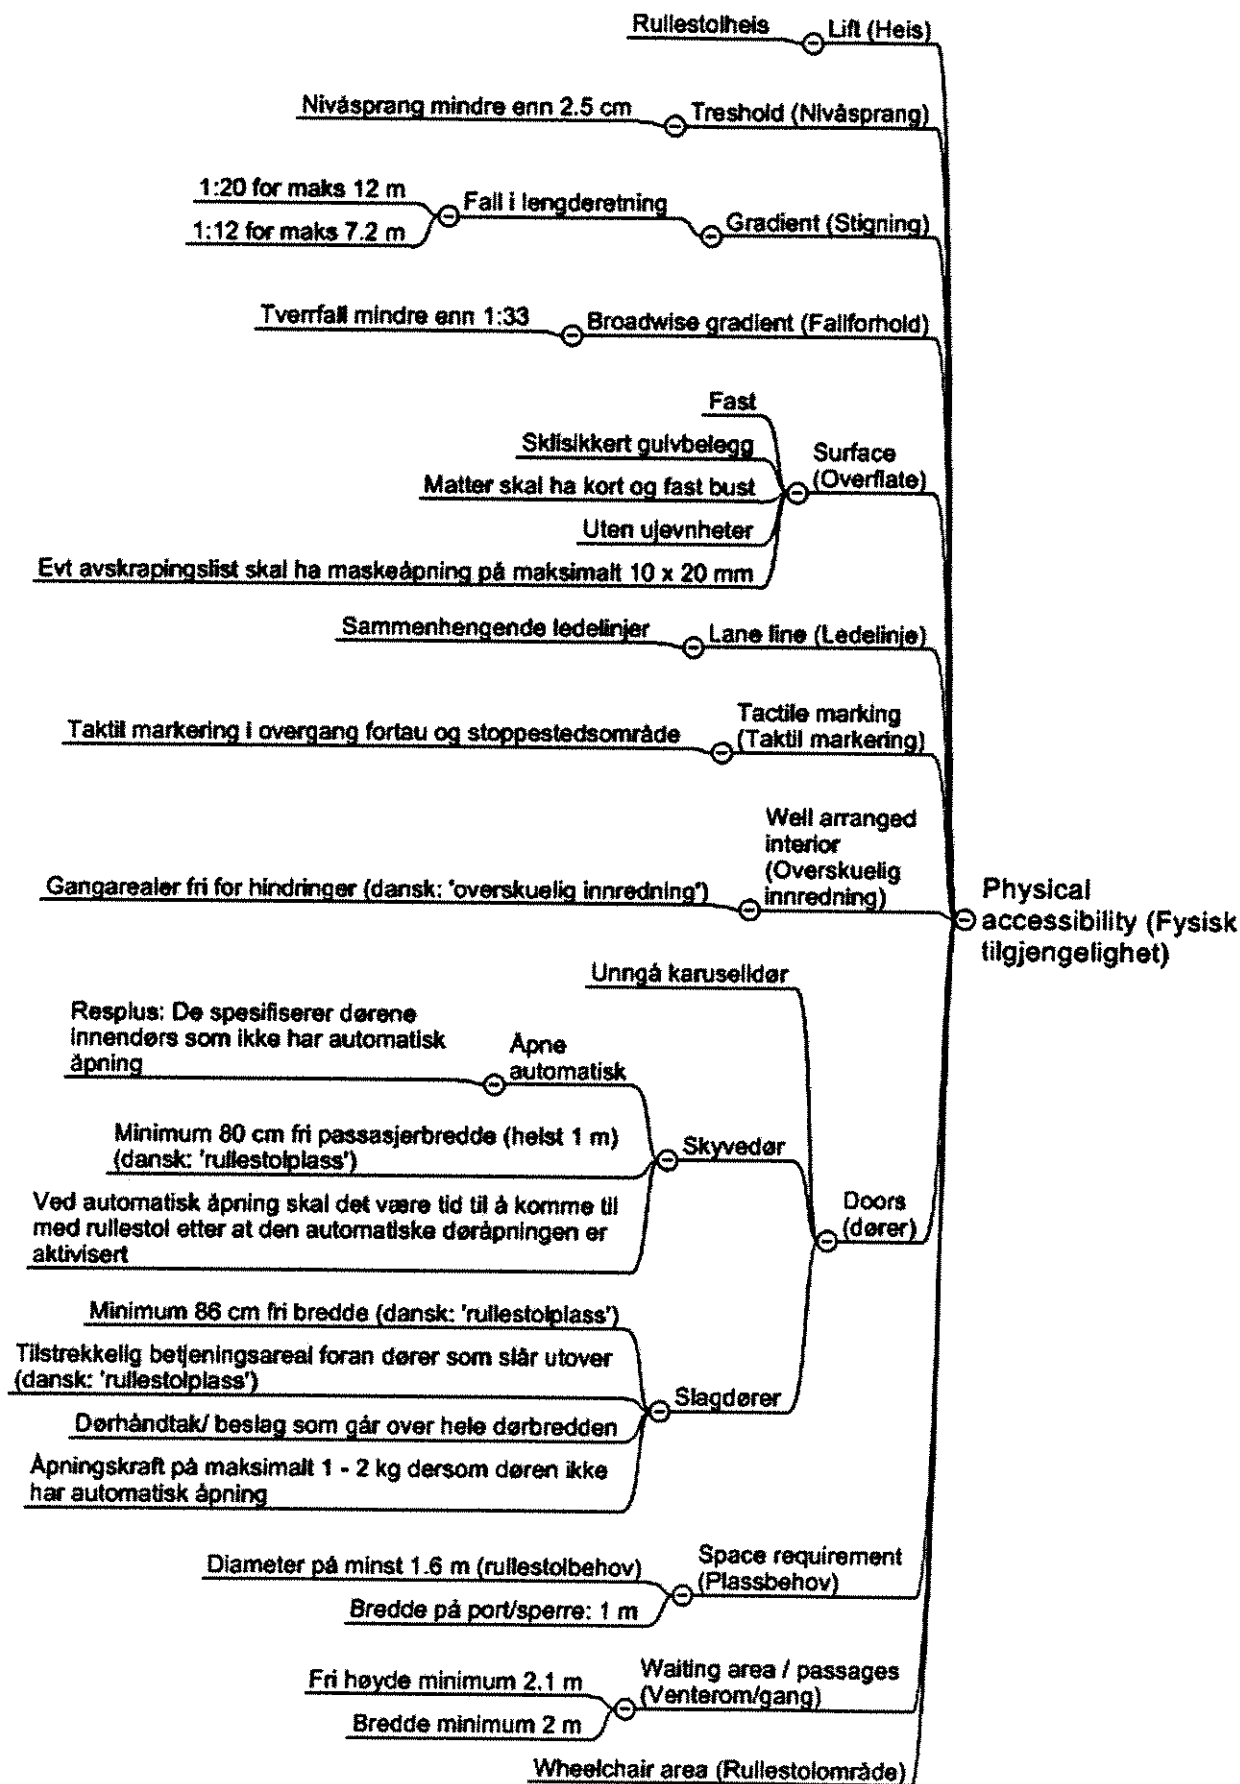 Rullestolheis
Lift (Heis)
Nivåsprang mindre enn 2.5 cm
Treshold (Nivåsprang)
1:20 for maks 12 m
1:12 for maks 7.2 m
Fall i lengderetning
Gradient (Stigning)
Tverrfall mindre enn 1:33
Broadwise gradient (Fallforhold)
Fast
Sklisikkert gulvbelegg
Matter skal ha kort og fast bust
Uten ujevnheter
Evt avskrapingslist skal ha maskeåpning på maksimalt 10 x 20 mm
Surface
(Overflate)
Sammenhengende ledelinjer
Lane line (Ledelinje)
Taktil markering i overgang fortau og stoppestedsområde
Tactile marking
(Taktil markering)
Gangarealer fri for hindringer (dansk: 'overskuelig innredning')
Well arranged
interior
(Overskuelig
innredning)
Physical
accessibility (Fysisk
tilgjengelighet)
Unngå karuselldør
Resplus: De spesifiserer dørene
innendørs som ikke har automatisk
åpning
Åpne
automatisk
Minimum 80 cm fri passasjerbredde (helst 1 m)
(dansk: 'rullestolplass')
Ved automatisk åpning skal det være tid til å komme til
med rullestol etter at den automatiske døråpningen er
aktivisert
Skyvedør
Doors
(dører)
Minimum 86 cm fri bredde (dansk: 'rullestolplass')
Tilstrekkelig betjeningsareal foran dører som slår utover
(dansk: 'rullestolplass')
Dørhåndtak/ beslag som går over hele dørbredden
Åpningskraft på maksimalt 1 - 2 kg dersom døren ikke
har automatisk åpning
Slagdører
Diameter på minst 1.6 m (rullestolbehov)
Bredde på port/sperre: 1 m
Space requirement
(Plassbehov)
Fri høyde minimum 2.1 m
Bredde minimum 2 m
Waiting area / passages
(Venterom/gang)
Wheelchair area (Rullestolområde)